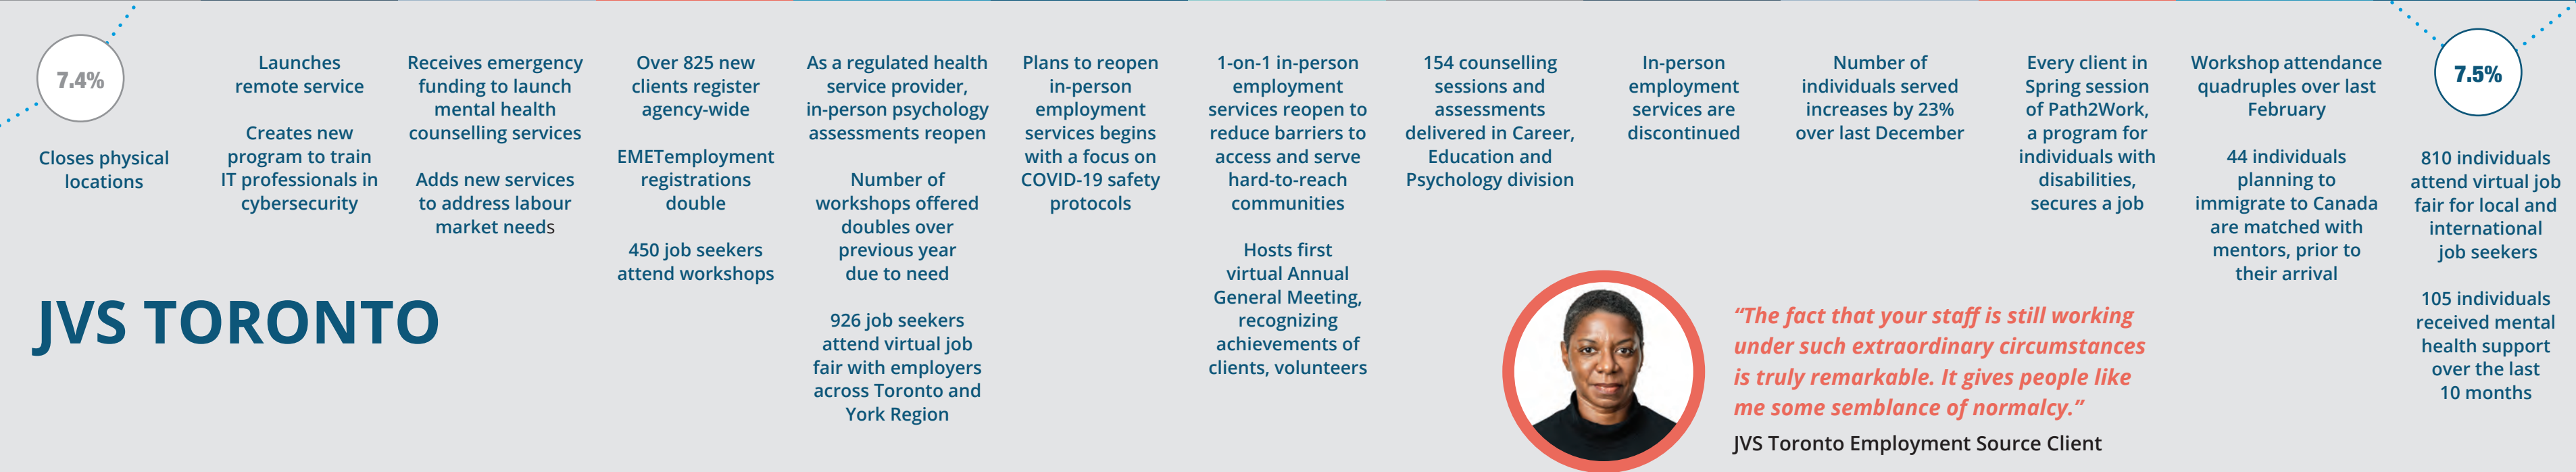 7.4%
Closes physical
locations
Launches
remote service
Creates new
program to train
IT professionals in
cybersecurity
Receives emergency
funding to launch
mental health
counselling services
Adds new services
to address labour
market needs
Over 825 new
clients register
agency-wide
EMETemployment
registrations
double
450 job seekers
attend workshops
As a regulated health
service provider,
in-person psychology
assessments reopen
Number of
workshops offered
doubles over
previous year
due to need
926 job seekers
attend virtual job
fair with employers
across Toronto and
York Region
Plans to reopen
in-person
employment
services begins
with a focus on
COVID-19 safety
protocols
1-on-1 in-person
employment
services reopen to
reduce barriers to
access and serve
hard-to-reach
communities
Hosts first
virtual Annual
General Meeting,
recognizing
achievements of
clients, volunteers
154 counselling
sessions and
assessments
delivered in Career,
Education and
Psychology division
In-person
employment
services are
discontinued
Number of
individuals served
increases by 23%
over last December
Every client in
Spring session
of Path2Work,
a program for
individuals with
disabilities,
secures a job
Workshop attendance
quadruples over last
February
44 individuals
planning to
immigrate to Canada
are matched with
mentors, prior to
their arrival
7.5%
810 individuals
attend virtual job
fair for local and
international
job seekers
105 individuals
received mental
health support
over the last
10 months
JVS TORONTO
“The fact that your staff is still working
under such extraordinary circumstances
is truly remarkable. It gives people like
me some semblance of normalcy.”
JVS Toronto Employment Source Client